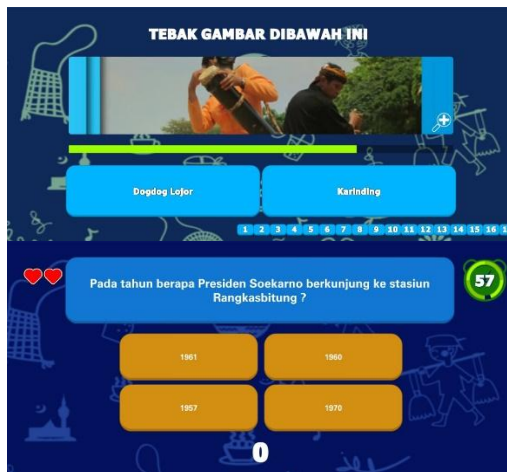 TEBAK GAMBAR DIBAWAH INI
Dogdog Lojor
Karinding
1 2 3 4 5 6 7 8 9 10 11 12 13 14 15 16
Pada tahun berapa Presiden Soekarno berkunjung ke stasiun
Rangkasbitung ?
57
1961
1960
1957
1970
0